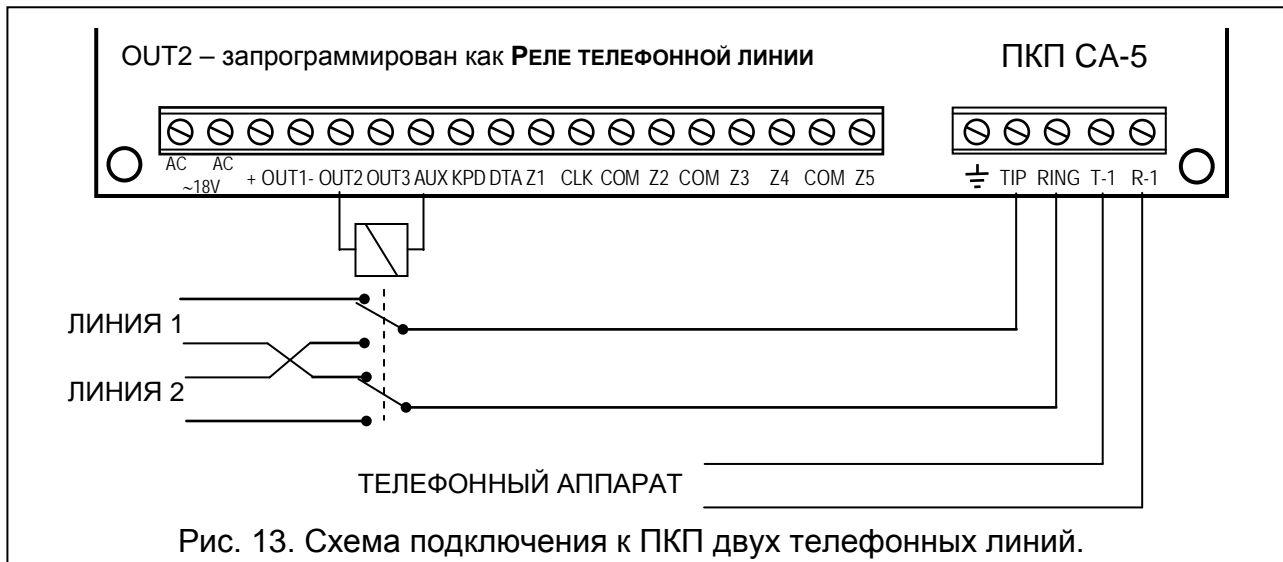 OUT2 – запрограммирован как РЕЛЕ ТЕЛЕФОННОЙ ЛИНИИ
ПКП CA-5
AC AC
~18V
+ OUT1- OUT2 OUT3 AUX KPD DTA Z1 CLK COM Z2 COM Z3 Z4 COM Z5
TIP RING T-1 R-1
ЛИНИЯ 1
ЛИНИЯ 2
ТЕЛЕФОННЫЙ АППАРАТ
Рис. 13. Схема подключения к ПКП двух телефонных линий.